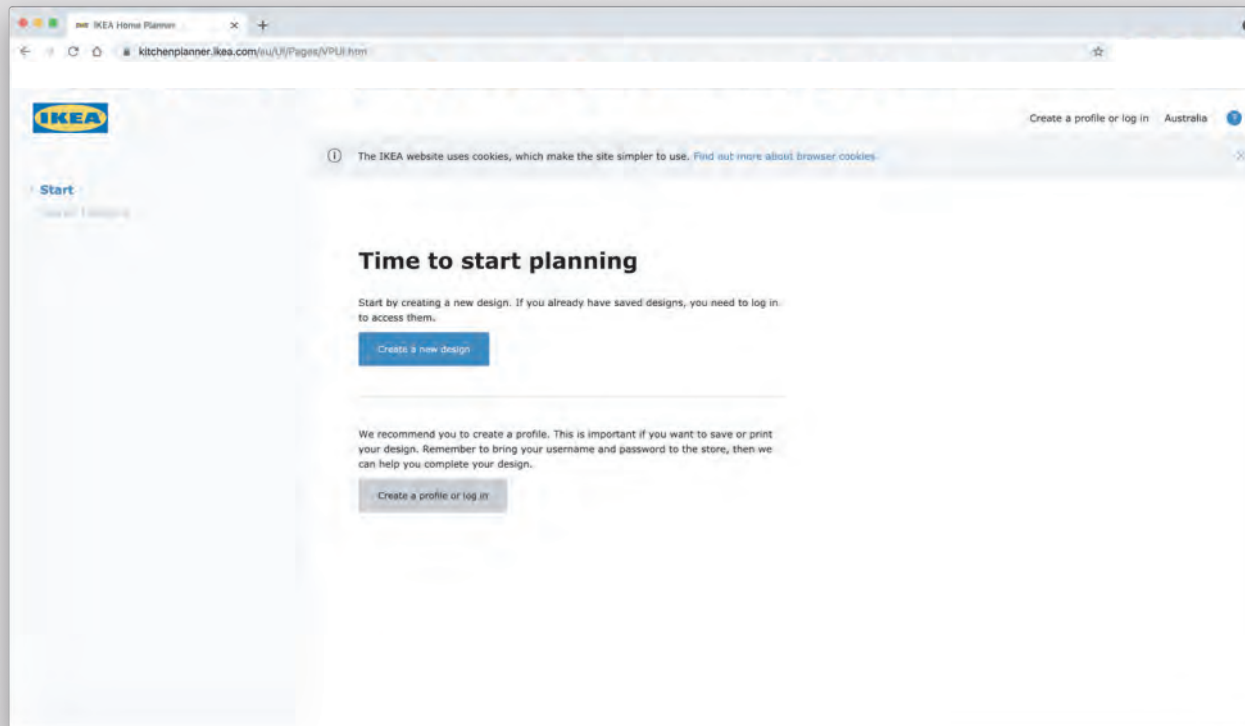 IKEA Home Planner
kitchenplanner.ikea.com/eu/UI/Pages/VPUI.htm
IKEA
Create a profile or log in Australia ?
The IKEA website uses cookies, which make the site simpler to use. Find out more about browser cookies
Start
Time to start planning
Start by creating a new design. If you already have saved designs, you need to log in
to access them.
Create a new design
We recommend you to create a profile. This is important if you want to save or print
your design. Remember to bring your username and password to the store, then we
can help you complete your design.
Create a profile or log in